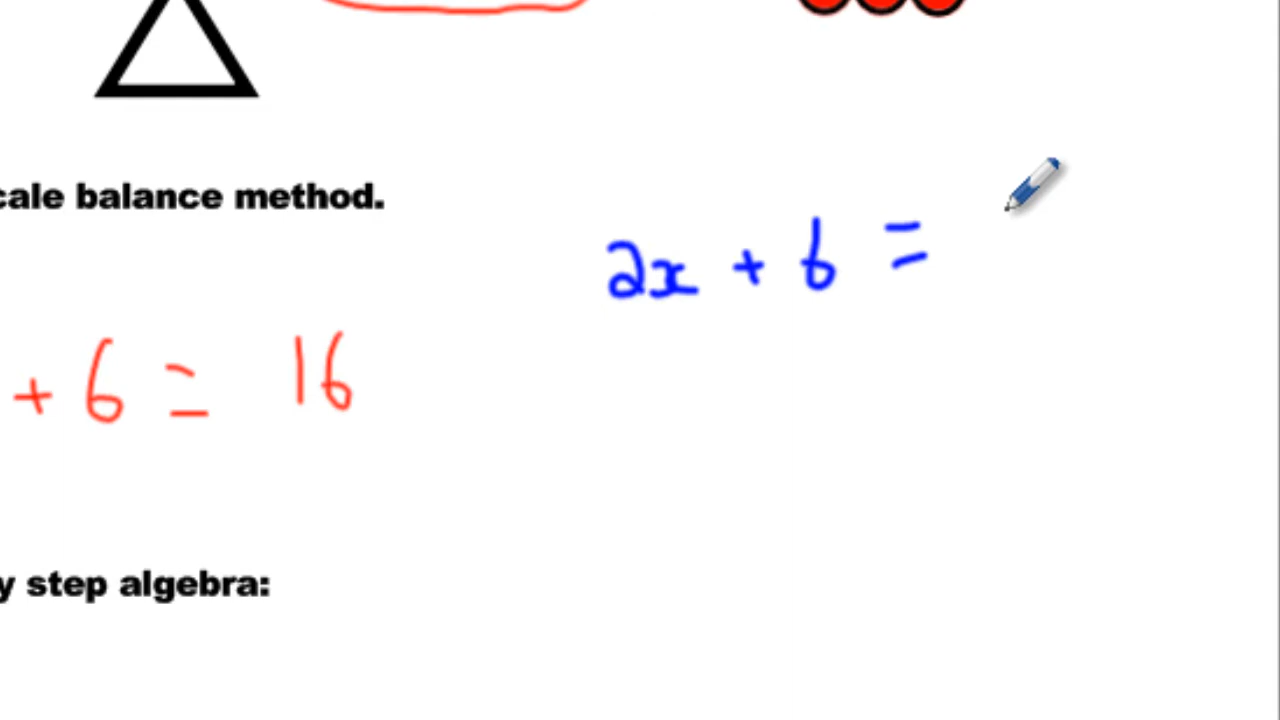 cale balance method.
2x + 6 =
+ 6 = 16
y step algebra: